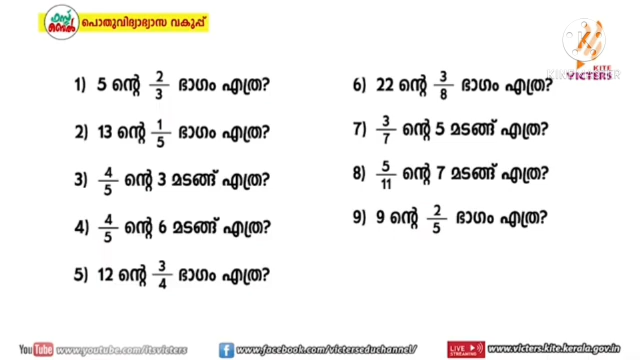 ഫസ്റ്റ് ബെൽ പൊതുവിദ്യാഭ്യാസ വകുപ്പ്
KITE VICTERS
KINEMASTER
1) 5 ന്റെ 2/3 ഭാഗം എത്ര?
2) 13 ന്റെ 1/5 ഭാഗം എത്ര?
3) 4/5 ന്റെ 3 മടങ്ങ് എത്ര?
4) 4/5 ന്റെ 6 മടങ്ങ് എത്ര?
5) 12 ന്റെ 3/4 ഭാഗം എത്ര?
6) 22 ന്റെ 3/8 ഭാഗം എത്ര?
7) 3/7 ന്റെ 5 മടങ്ങ് എത്ര?
8) 5/11 ന്റെ 7 മടങ്ങ് എത്ര?
9) 9 ന്റെ 2/5 ഭാഗം എത്ര?
YouTube www.youtube.com/itsvicters f www.facebook.com/victerseduchannel/ LIVE STREAMING www.victers.kite.kerala.gov.in